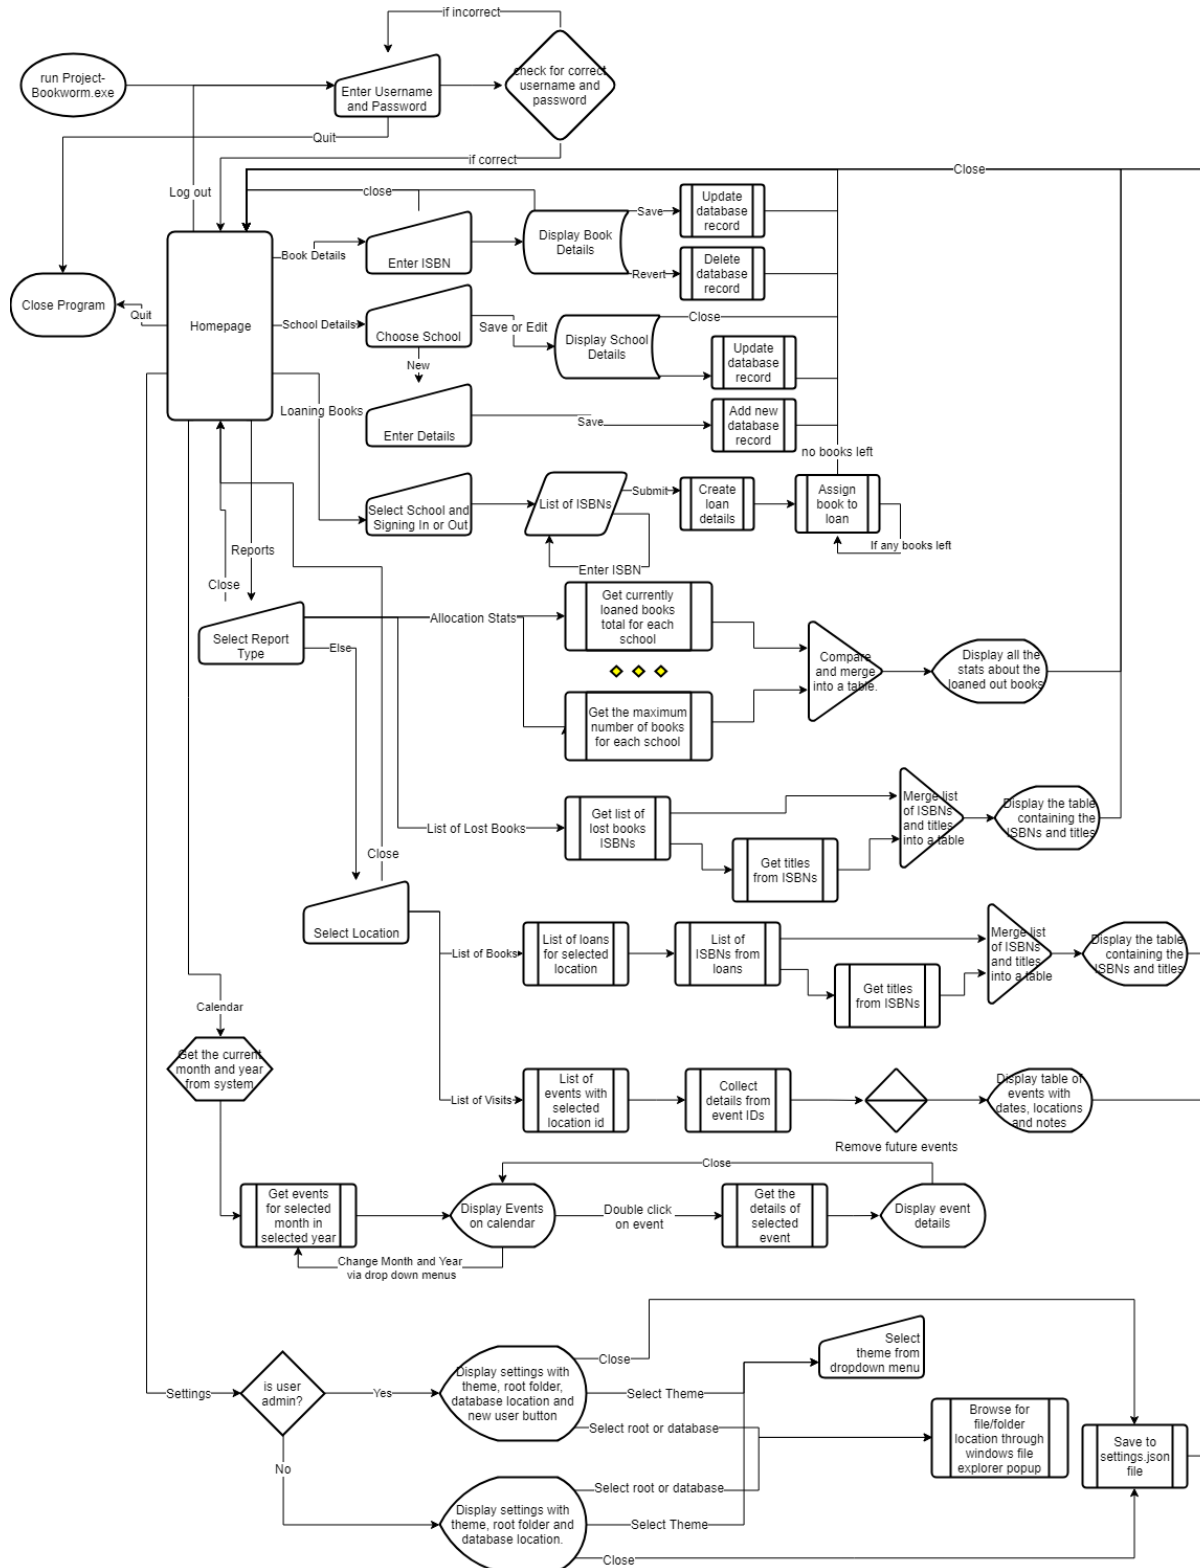 if incorrect
run Project-
Bookworm.exe
Enter Username
and Password
check for correct
username and
password
Quit
if correct
Log out
Close
close
Update
database
record
Save
Display Book
Details
Book Details
Enter ISBN
Revert
Delete
database
record
Close Program
Quit
Homepage
School Details
Choose School
Save or Edit
Close
Display School
Details
Update
database
record
New
Loaning Books
Enter Details
Save
Add new
database
record
no books left
Select School and
Signing In or Out
List of ISBNs
Submit
Create
loan
details
Assign
book to
loan
If any books left
Enter ISBN
Reports
Close
Select Report
Type
Else
Allocation Stats
Get currently
loaned books
total for each
school
Compare
and merge
into a table.
Display all the
stats about the
loaned out books
Get the maximum
number of books
for each school
List of Lost Books
Get list of
lost books
ISBNs
Get titles
from ISBNs
Merge list
of ISBNs
and titles
into a table
Display the table
containing the
ISBNs and titles
Close
Select Location
List of Books
List of loans
for selected
location
List of
ISBNs from
loans
Get titles
from ISBNs
Merge list
of ISBNs
and titles
into a table
Display the table
containing the
ISBNs and titles
Calendar
Get the current
month and year
from system
List of Visits
List of
events with
selected
location id
Collect
details from
event IDs
Remove future events
Display table of
events with
dates, locations
and notes
Close
Get events
for selected
month in
selected year
Display Events
on calendar
Double click
on event
Get the
details of
selected
event
Display event
details
Change Month and Year
via drop down menus
Settings
is user
admin?
Yes
Display settings with
theme, root folder,
database location and
new user button
Close
Select Theme
Select root or database
Select
theme from
dropdown menu
Browse for
file/folder
location through
windows file
explorer popup
Save to
settings.json
file
No
Display settings with
theme, root folder and
database location.
Select root or database
Select Theme
Close